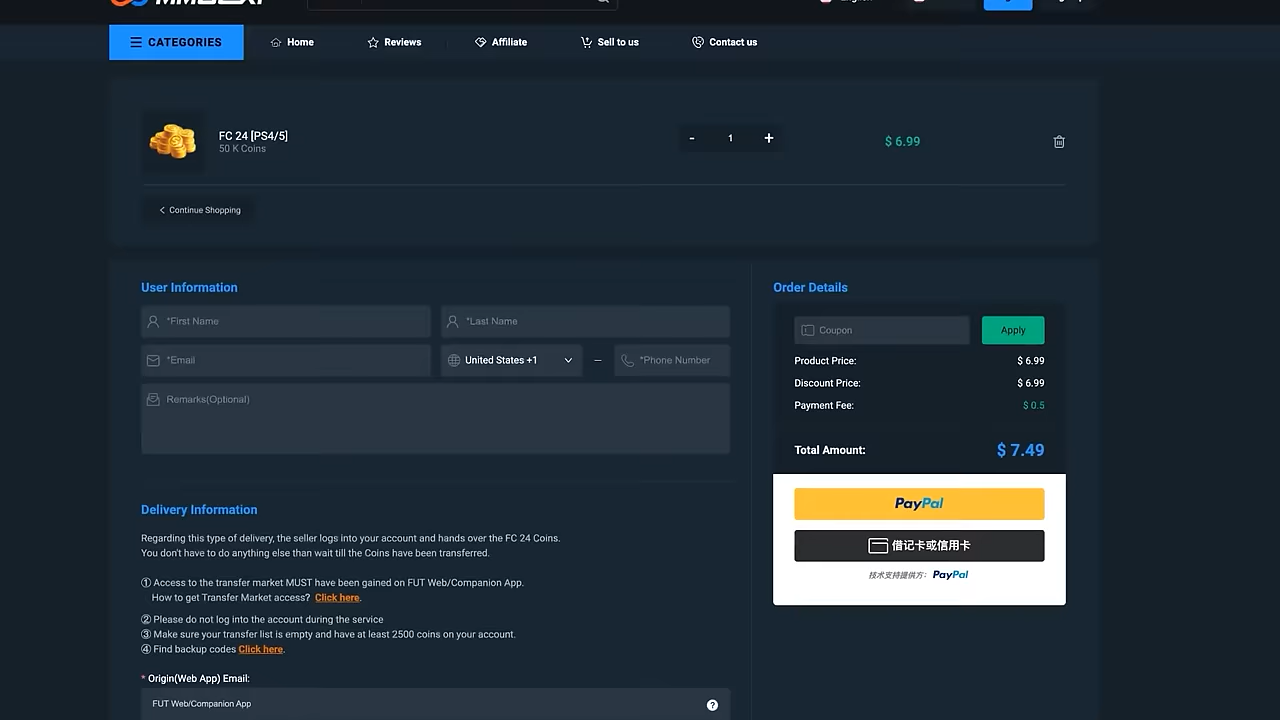 CATEGORIES
Home
Reviews
Affiliate
Sell to us
Contact us
FC 24 [PS4/5]
50 K Coins
-
1
+
$ 6.99
Continue Shopping
User Information
*First Name
*Last Name
*Email
United States +1
–
*Phone Number
Remarks(Optional)
Delivery Information
Regarding this type of delivery, the seller logs into your account and hands over the FC 24 Coins.
You don't have to do anything else than wait till the Coins have been transferred.
① Access to the transfer market MUST have been gained on FUT Web/Companion App.
How to get Transfer Market access? Click here.
② Please do not log into the account during the service
③ Make sure your transfer list is empty and have at least 2500 coins on your account.
④ Find backup codes Click here.
* Origin(Web App) Email:
FUT Web/Companion App
?
Order Details
Coupon
Apply
Product Price: $ 6.99
Discount Price: $ 6.99
Payment Fee: $ 0.5
Total Amount: $ 7.49
PayPal
借记卡或信用卡
技术支持提供方: PayPal